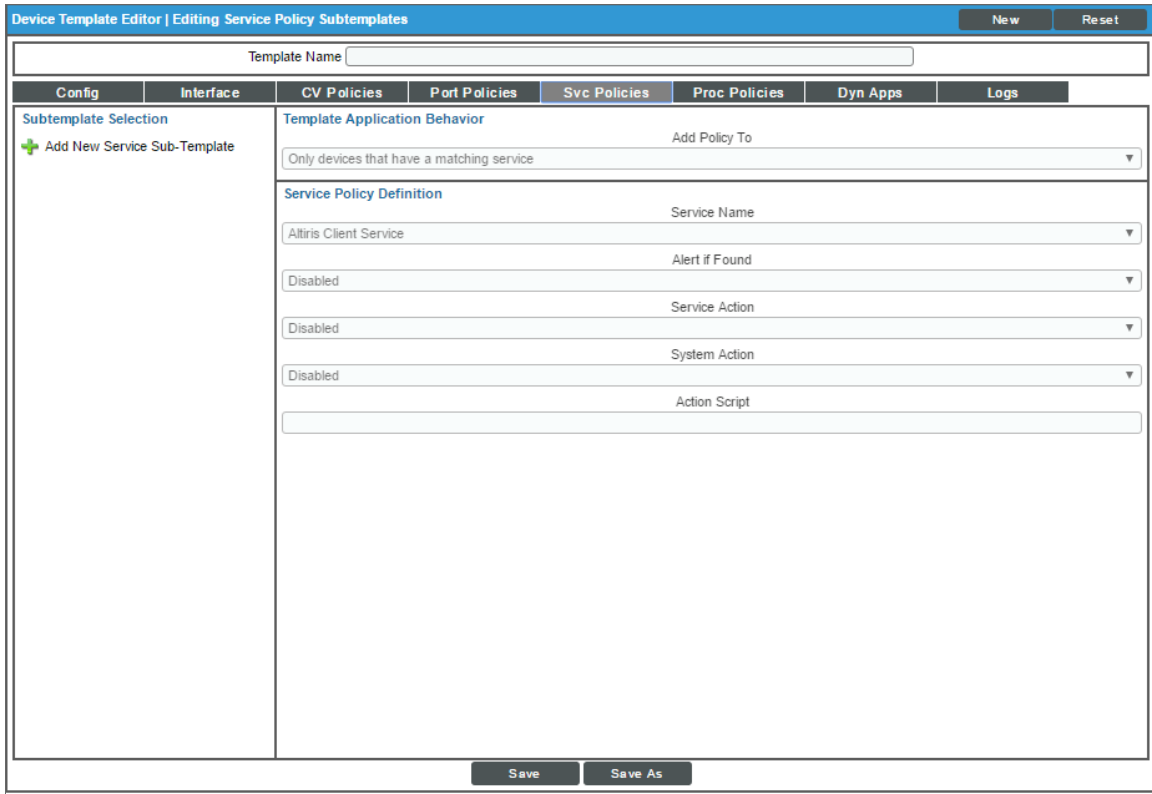 Device Template Editor | Editing Service Policy Subtemplates New Reset
Template Name
Config Interface CV Policies Port Policies Svc Policies Proc Policies Dyn Apps Logs
Subtemplate Selection
Add New Service Sub-Template
Template Application Behavior
Add Policy To
Only devices that have a matching service
Service Policy Definition
Service Name
Altiris Client Service
Alert if Found
Disabled
Service Action
Disabled
System Action
Disabled
Action Script
Save Save As